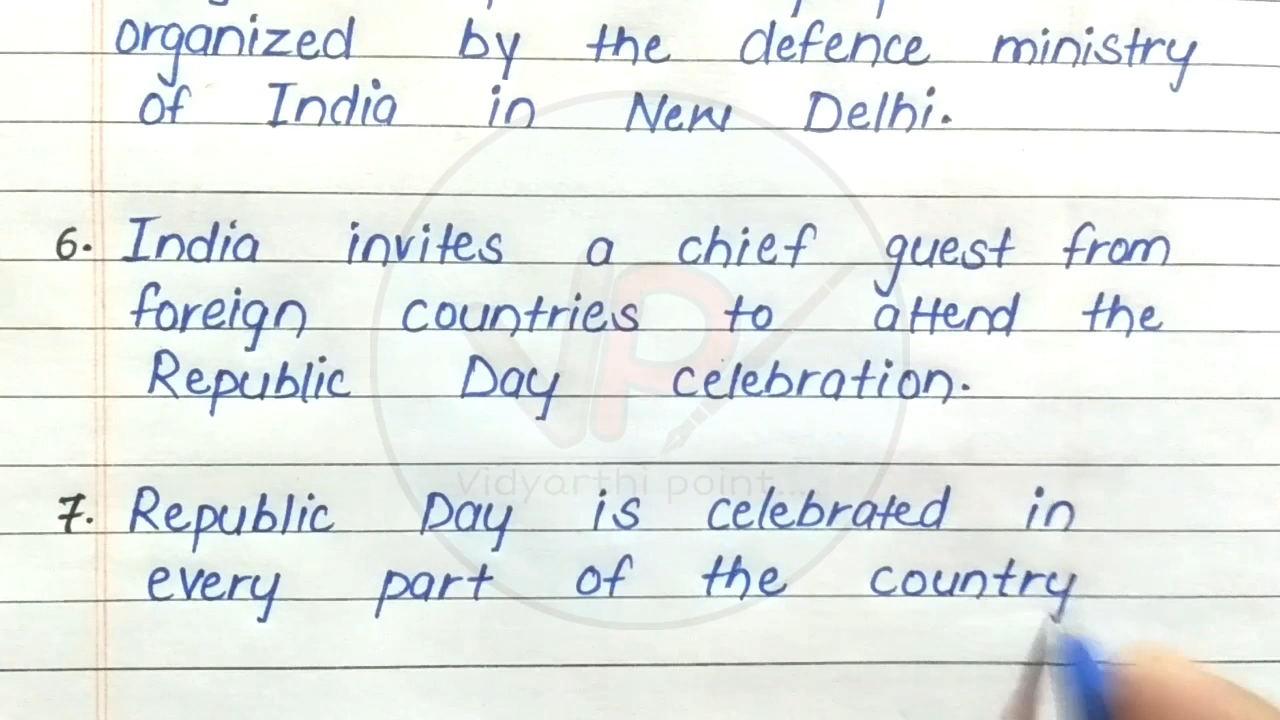 organized by the defence ministry
of India in New Delhi.
6. India invites a chief guest from
foreign countries to attend the
Republic Day celebration.
Vidyarthi point...
7. Republic Day is celebrated in
every part of the country